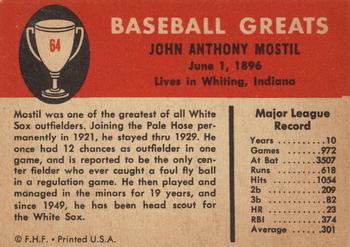 64
BASEBALL GREATS
JOHN ANTHONY MOSTIL
June 1, 1896
Lives in Whiting, Indiana
Mostil was one of the greatest of all White
Sox outfielders. Joining the Pale Hose perma-
nently in 1921, he stayed thru 1929. He once
had 12 chances as outfielder in one
game, and is reported to be the only cen-
ter fielder who ever caught a foul fly ball
in a regulation game. He then played and
managed in the minors for 19 years, and
since 1949, he has been head scout for
the White Sox.
© F.H.F. • Printed U.S.A.
Major League
Record
Years - - - - - 10
Games - - - - 972
At Bat - - - 3507
Runs - - - - - 618
Hits - - - - - 1054
2b - - - - - - 209
3b - - - - - - 82
HR - - - - - - 23
RBI - - - - - 374
Average - - .301